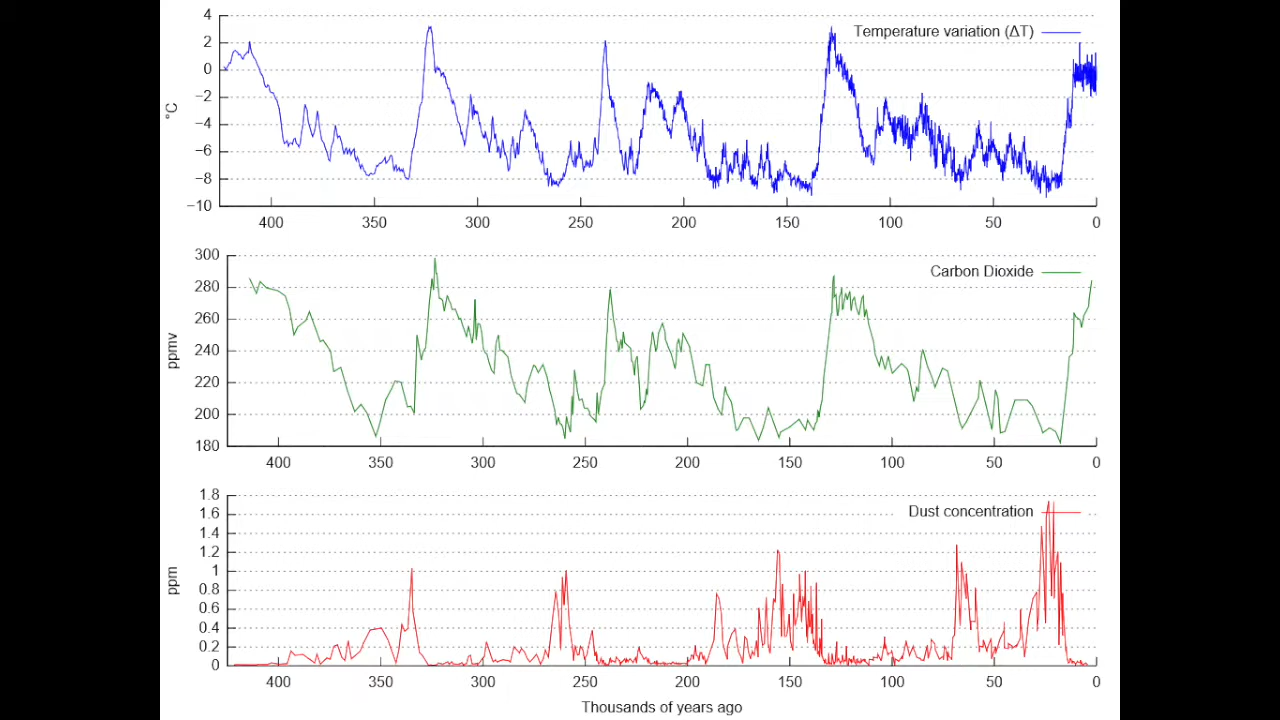 4
Temperature variation (ΔT)
2
0
−2
°C
−4
−6
−8
−10
400 350 300 250 200 150 100 50 0
300
Carbon Dioxide
280
260
ppmv
240
220
200
180
400 350 300 250 200 150 100 50 0
1.8
Dust concentration
1.6
1.4
1.2
1
ppm
0.8
0.6
0.4
0.2
0
400 350 300 250 200 150 100 50 0
Thousands of years ago